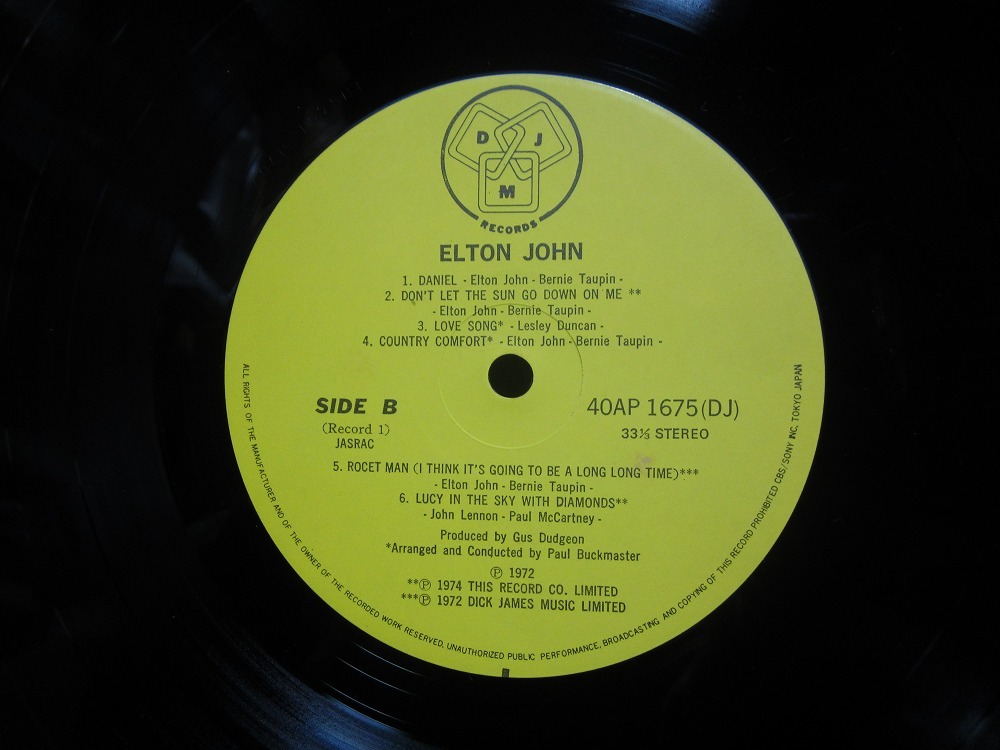 D J
M
RECORDS
ELTON JOHN
1. DANIEL - Elton John - Bernie Taupin -
2. DON'T LET THE SUN GO DOWN ON ME **
- Elton John - Bernie Taupin -
3. LOVE SONG* - Lesley Duncan -
4. COUNTRY COMFORT* - Elton John - Bernie Taupin -
SIDE B
(Record 1)
JASRAC
40AP 1675(DJ)
33⅓ STEREO
5. ROCET MAN (I THINK IT'S GOING TO BE A LONG LONG TIME)***
- Elton John - Bernie Taupin -
6. LUCY IN THE SKY WITH DIAMONDS**
- John Lennon - Paul McCartney -
Produced by Gus Dudgeon
*Arranged and Conducted by Paul Buckmaster
Ⓟ 1972
**Ⓟ 1974 THIS RECORD CO. LIMITED
***Ⓟ 1972 DICK JAMES MUSIC LIMITED
ALL RIGHTS OF THE MANUFACTURER AND OF THE OWNER OF THE RECORDED WORK RESERVED. UNAUTHORIZED PUBLIC PERFORMANCE, BROADCASTING AND COPYING OF THIS RECORD PROHIBITED CBS/SONY INC. TOKYO JAPAN